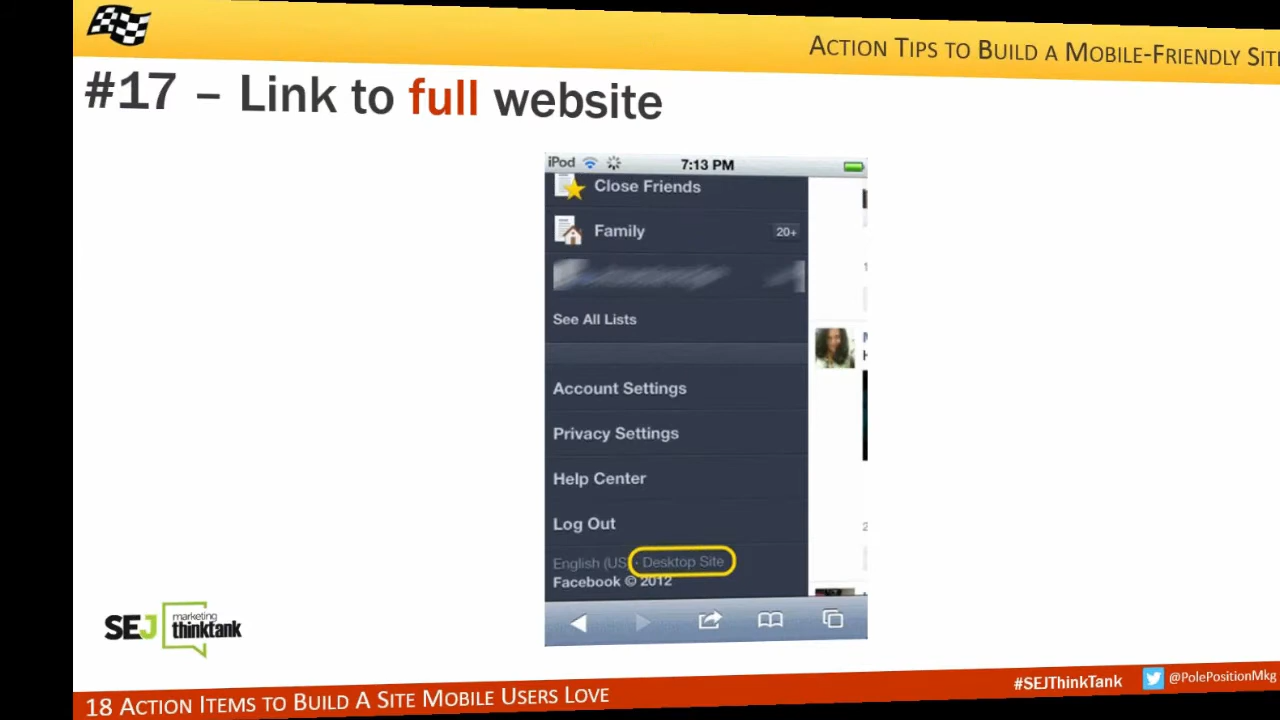 ACTION TIPS TO BUILD A MOBILE-FRIENDLY SITE
#17 – Link to full website
iPod 7:13 PM
Close Friends
Family 20+
See All Lists
Account Settings
Privacy Settings
Help Center
Log Out
English (US) · Desktop Site
Facebook © 2012
SEJ marketing thinktank
#SEJThinkTank @PolePositionMkg
18 ACTION ITEMS TO BUILD A SITE MOBILE USERS LOVE